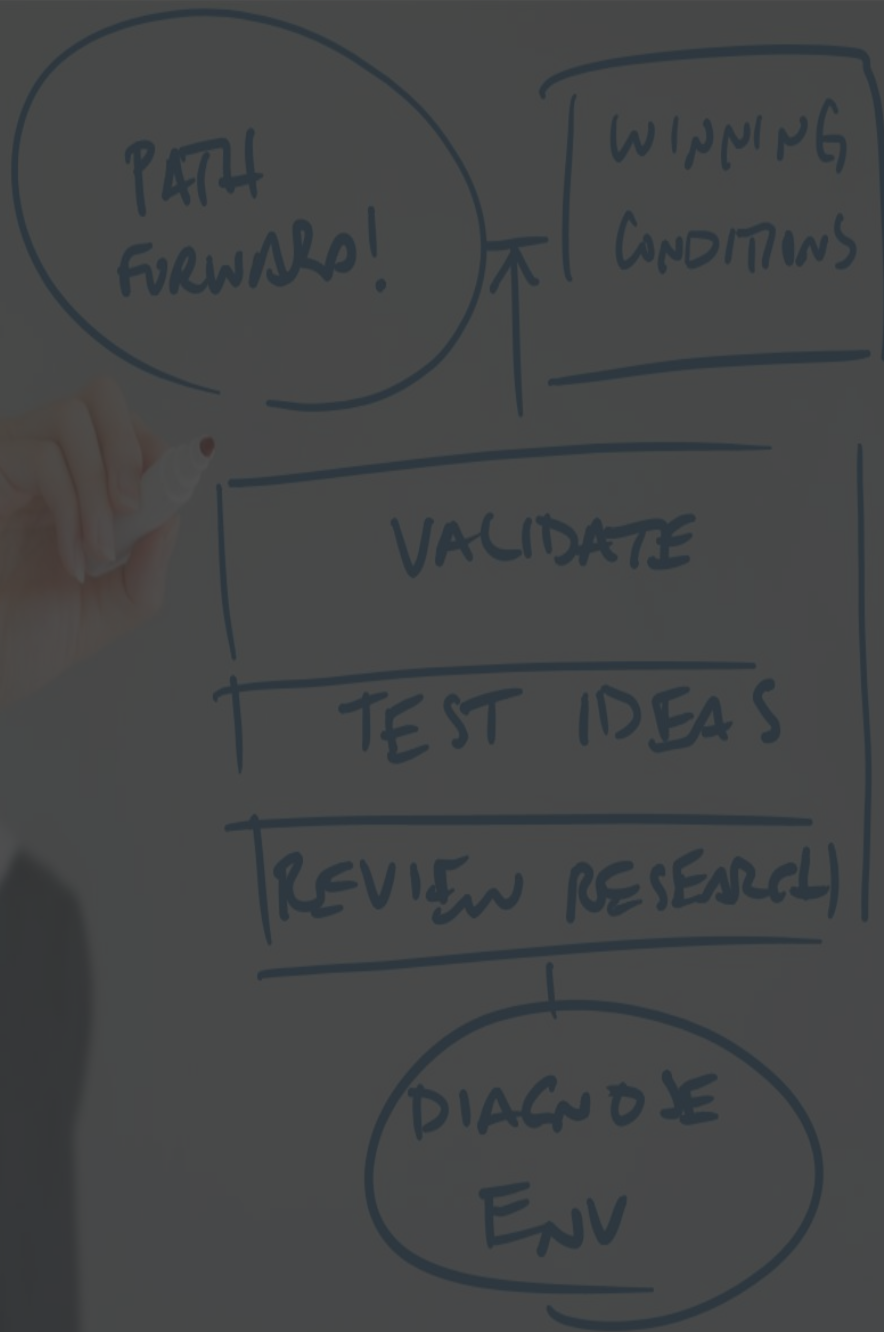 PATH
FORWARD!
WINNING
CONDITIONS
VALIDATE
TEST IDEAS
REVIEW RESEARCH
DIAGNOSE
ENV